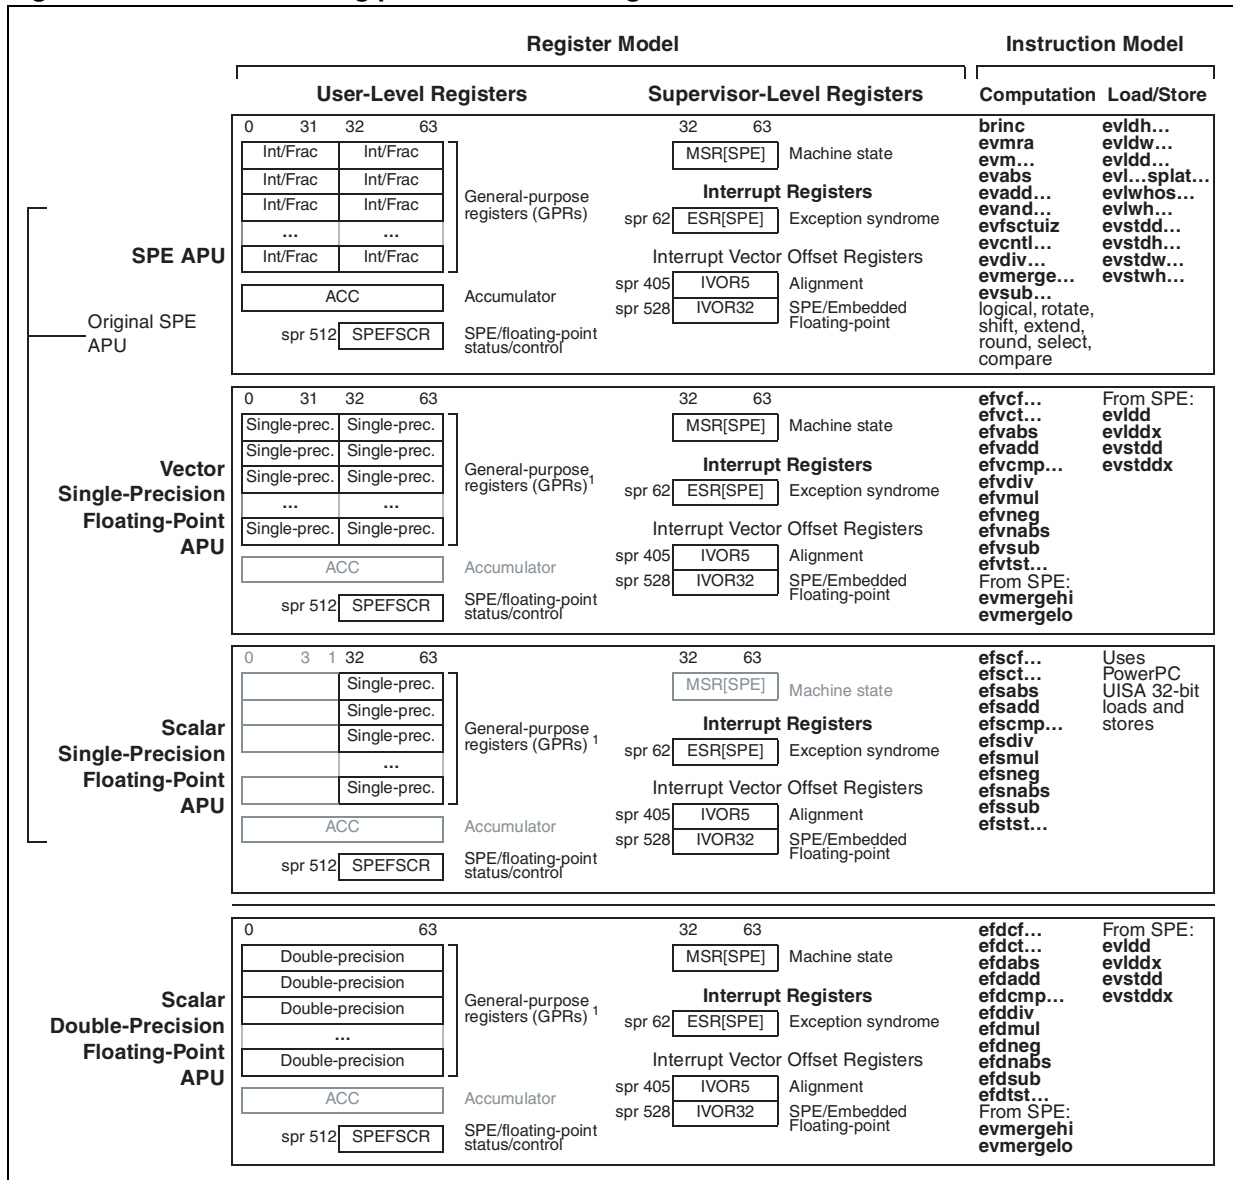 Register Model Instruction Model
User-Level Registers Supervisor-Level Registers Computation Load/Store
SPE APU
Original SPE
APU
0 31 32 63
Int/Frac Int/Frac
Int/Frac Int/Frac
Int/Frac Int/Frac
... ...
Int/Frac Int/Frac
General-purpose
registers (GPRs)
ACC Accumulator
spr 512 SPEFSCR SPE/floating-point
status/control
32 63
MSR[SPE] Machine state
Interrupt Registers
spr 62 ESR[SPE] Exception syndrome
Interrupt Vector Offset Registers
spr 405 IVOR5 Alignment
spr 528 IVOR32 SPE/Embedded
Floating-point
brinc
evmra
evm…
evabs
evadd…
evand…
evfsctuiz
evcntl…
evdiv…
evmerge…
evsub…
logical, rotate,
shift, extend,
round, select,
compare
evldh…
evldw…
evldd…
evl…splat…
evlwhos…
evlwh…
evstdd…
evstdh…
evstdw…
evstwh…
Vector
Single-Precision
Floating-Point
APU
0 31 32 63
Single-prec. Single-prec.
Single-prec. Single-prec.
Single-prec. Single-prec.
... ...
Single-prec. Single-prec.
General-purpose
registers (GPRs)1
ACC Accumulator
spr 512 SPEFSCR SPE/floating-point
status/control
32 63
MSR[SPE] Machine state
Interrupt Registers
spr 62 ESR[SPE] Exception syndrome
Interrupt Vector Offset Registers
spr 405 IVOR5 Alignment
spr 528 IVOR32 SPE/Embedded
Floating-point
efvcf…
efvct…
efvabs
efvadd
efvcmp…
efvdiv
efvmul
efvneg
efvnabs
efvsub
efvtst…
From SPE:
evmergehi
evmergelo
From SPE:
evldd
evlddx
evstdd
evstddx
Scalar
Single-Precision
Floating-Point
APU
0 3 1 32 63
Single-prec.
Single-prec.
Single-prec.
...
Single-prec.
General-purpose
registers (GPRs) 1
ACC Accumulator
spr 512 SPEFSCR SPE/floating-point
status/control
32 63
MSR[SPE] Machine state
Interrupt Registers
spr 62 ESR[SPE] Exception syndrome
Interrupt Vector Offset Registers
spr 405 IVOR5 Alignment
spr 528 IVOR32 SPE/Embedded
Floating-point
efscf…
efsct…
efsabs
efsadd
efscmp…
efsdiv
efsmul
efsneg
efsnabs
efssub
efstst…
Uses
PowerPC
UISA 32-bit
loads and
stores
Scalar
Double-Precision
Floating-Point
APU
0 63
Double-precision
Double-precision
Double-precision
...
Double-precision
General-purpose
registers (GPRs) 1
ACC Accumulator
spr 512 SPEFSCR SPE/floating-point
status/control
32 63
MSR[SPE] Machine state
Interrupt Registers
spr 62 ESR[SPE] Exception syndrome
Interrupt Vector Offset Registers
spr 405 IVOR5 Alignment
spr 528 IVOR32 SPE/Embedded
Floating-point
efdcf…
efdct…
efdabs
efdadd
efdcmp…
efddiv
efdmul
efdneg
efdnabs
efdsub
efdtst…
From SPE:
evmergehi
evmergelo
From SPE:
evldd
evlddx
evstdd
evstddx